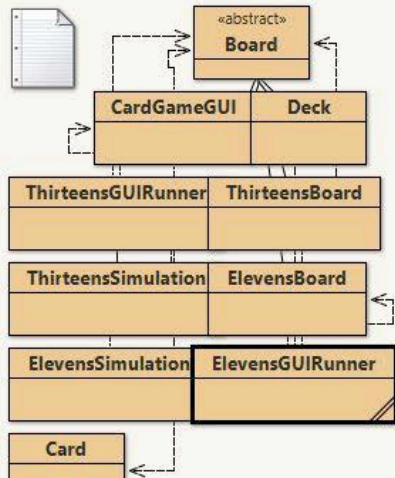 «abstract»
Board
CardGameGUI Deck
ThirteensGUIRunner ThirteensBoard
ThirteensSimulation ElevensBoard
ElevensSimulation ElevensGUIRunner
Card